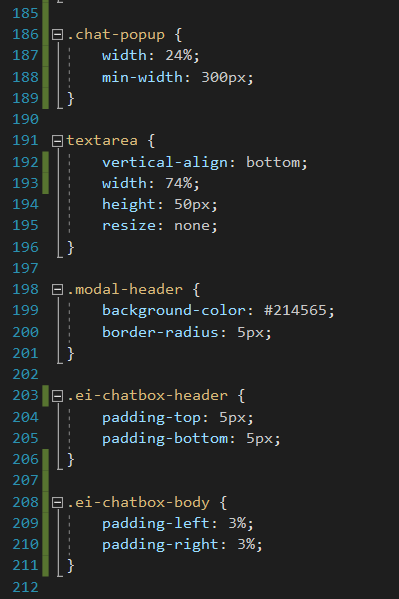 185
186 .chat-popup {
187 width: 24%;
188 min-width: 300px;
189 }
190
191 textarea {
192 vertical-align: bottom;
193 width: 74%;
194 height: 50px;
195 resize: none;
196 }
197
198 .modal-header {
199 background-color: #214565;
200 border-radius: 5px;
201 }
202
203 .ei-chatbox-header {
204 padding-top: 5px;
205 padding-bottom: 5px;
206 }
207
208 .ei-chatbox-body {
209 padding-left: 3%;
210 padding-right: 3%;
211 }
212